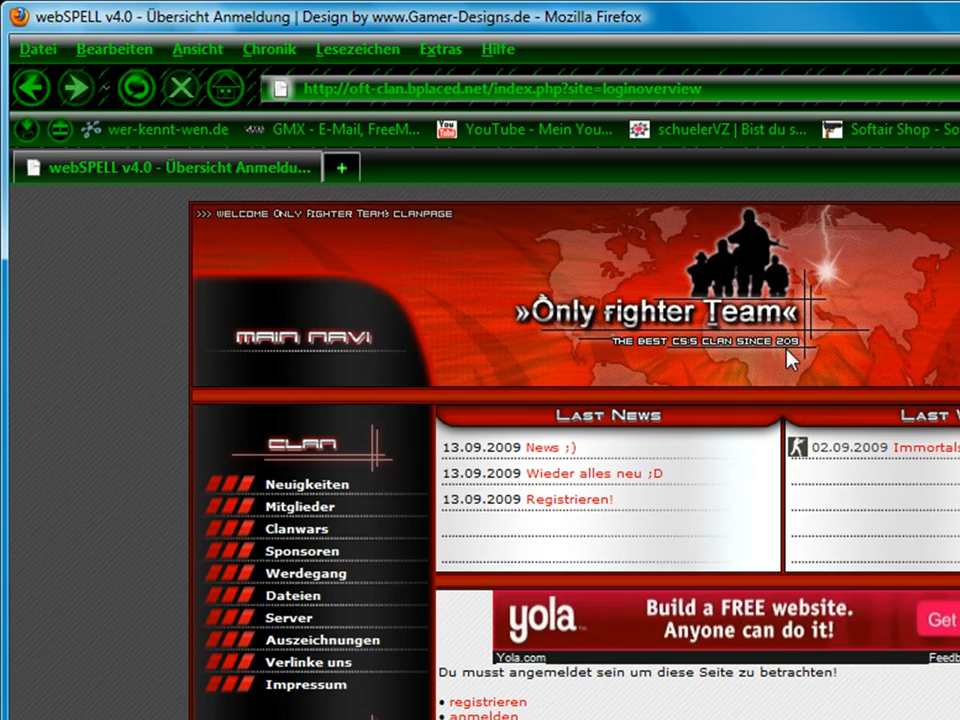 webSPELL v4.0 - Übersicht Anmeldung | Design by www.Gamer-Designs.de - Mozilla Firefox
Datei Bearbeiten Ansicht Chronik Lesezeichen Extras Hilfe
http://oft-clan.bplaced.net/index.php?site=loginoverview
wer-kennt-wen.de GMX - E-Mail, FreeM... YouTube - Mein You... schuelerVZ | Bist du s... Softair Shop - So
webSPELL v4.0 - Übersicht Anmeldu... +
>>> WELCOME ONLY FIGHTER TEAM'S CLANPAGE
»Only fighter Team«
THE BEST CS:S CLAN SINCE 209
MAIN NAVI
CLAN
Neuigkeiten
Mitglieder
Clanwars
Sponsoren
Werdegang
Dateien
Server
Auszeichnungen
Verlinke uns
Impressum
Last News
13.09.2009 News ;)
13.09.2009 Wieder alles neu ;D
13.09.2009 Registrieren!
Last W
02.09.2009 Immortals
yola
Build a FREE website.
Anyone can do it!
Get
Yola.com Feedb
Du musst angemeldet sein um diese Seite zu betrachten!
• registrieren
• anmelden